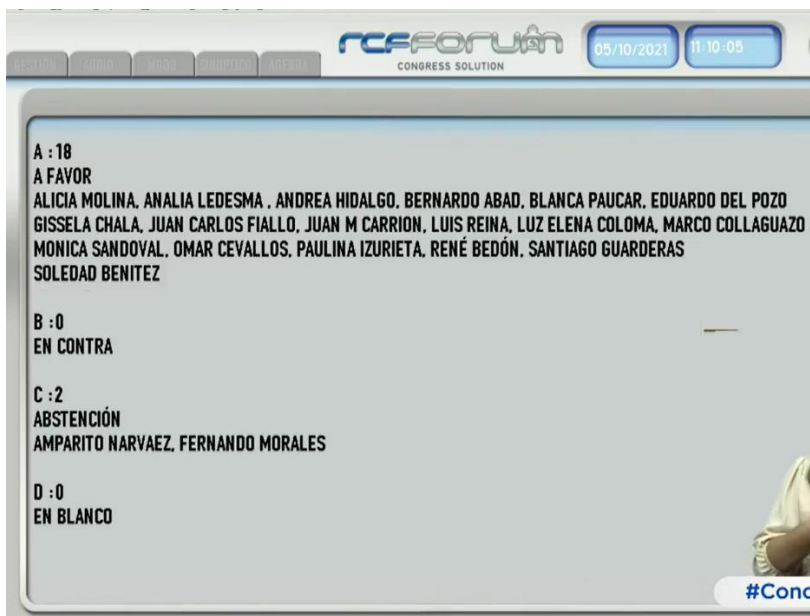 rcfforum
CONGRESS SOLUTION
05/10/2021
11:10:05
AUDIO
AGENDA
A :18
A FAVOR
ALICIA MOLINA, ANALIA LEDESMA , ANDREA HIDALGO, BERNARDO ABAD, BLANCA PAUCAR, EDUARDO DEL POZO
GISSELA CHALA, JUAN CARLOS FIALLO, JUAN M CARRION, LUIS REINA, LUZ ELENA COLOMA, MARCO COLLAGUAZO
MONICA SANDOVAL, OMAR CEVALLOS, PAULINA IZURIETA, RENÉ BEDÓN, SANTIAGO GUARDERAS
SOLEDAD BENITEZ
B :0
EN CONTRA
C :2
ABSTENCIÓN
AMPARITO NARVAEZ, FERNANDO MORALES
D :0
EN BLANCO